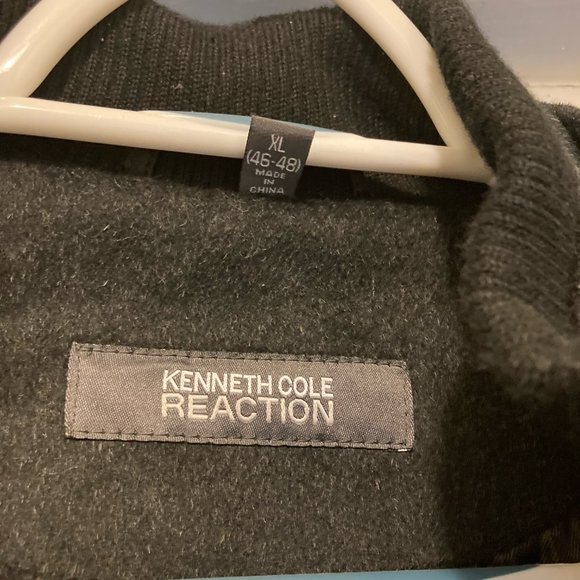 XL
(46-48)
MADE
IN
CHINA
KENNETH COLE
REACTION